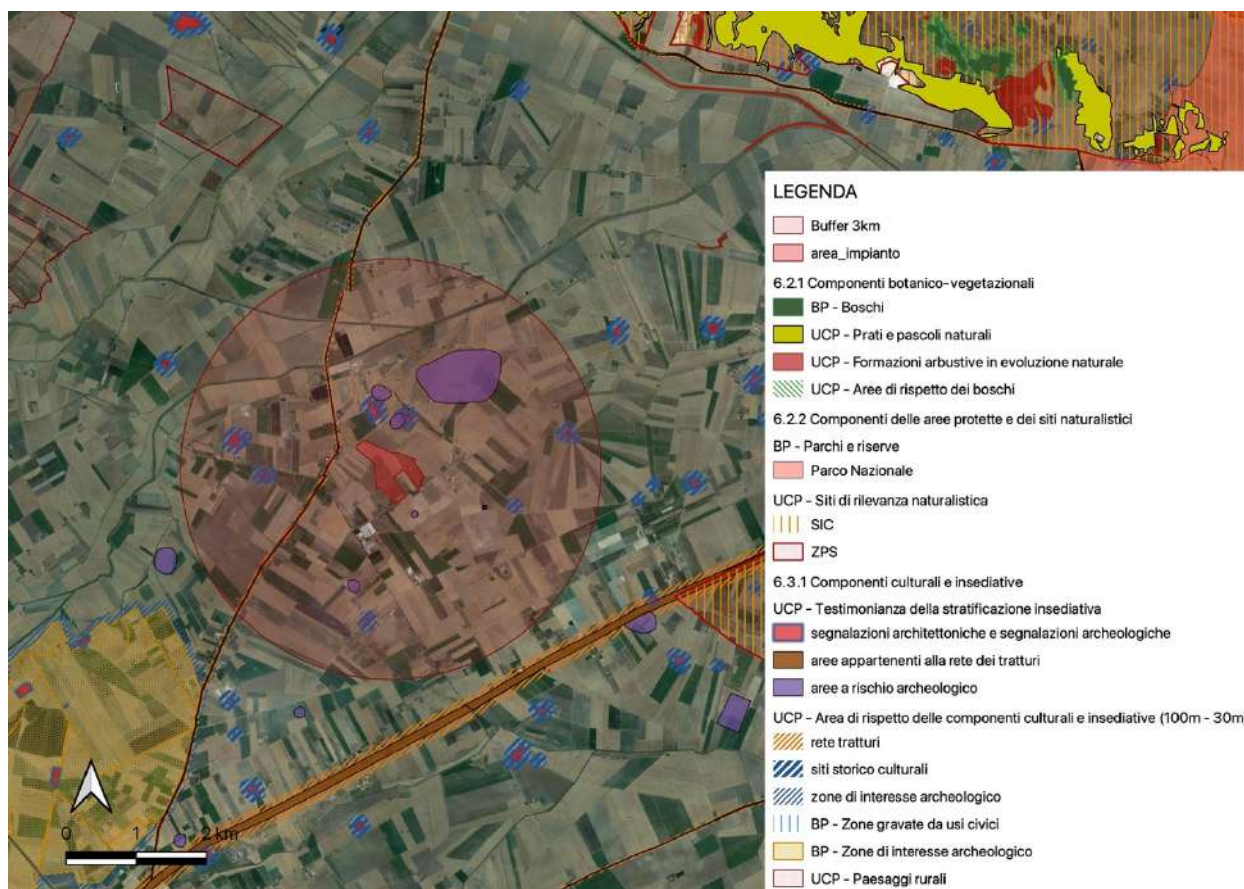 LEGENDA
Buffer 3km
area_impianto
6.2.1 Componenti botanico-vegetazionali
BP - Boschi
UCP - Prati e pascoli naturali
UCP - Formazioni arbustive in evoluzione naturale
UCP - Aree di rispetto dei boschi
6.2.2 Componenti delle aree protette e dei siti naturalistici
BP - Parchi e riserve
Parco Nazionale
UCP - Siti di rilevanza naturalistica
SIC
ZPS
6.3.1 Componenti culturali e insediative
UCP - Testimonianza della stratificazione insediativa
segnalazioni architettoniche e segnalazioni archeologiche
aree appartenenti alla rete dei tratturi
aree a rischio archeologico
UCP - Area di rispetto delle componenti culturali e insediative (100m - 30m)
rete tratturi
siti storico culturali
zone di interesse archeologico
BP - Zone gravate da usi civici
BP - Zone di interesse archeologico
UCP - Paesaggi rurali
0 1 2 km